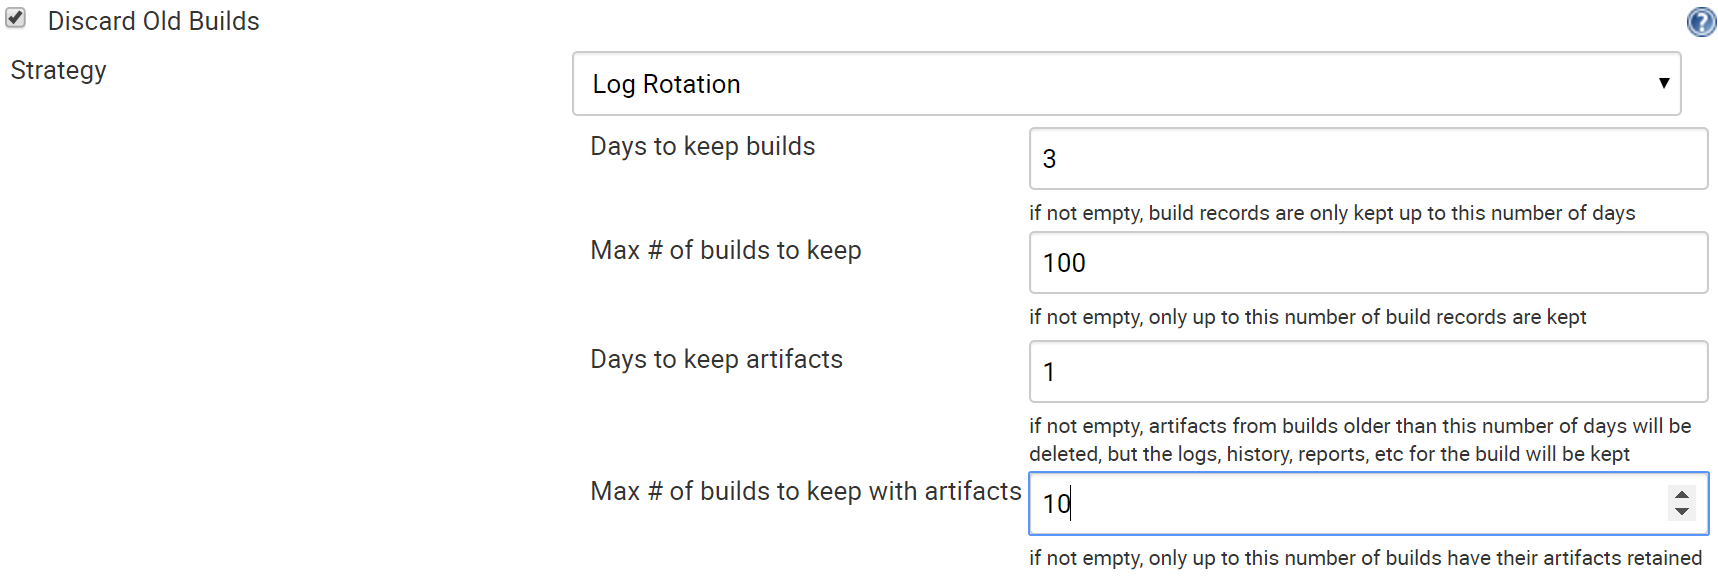 Discard Old Builds
?
Strategy
Log Rotation
Days to keep builds
3
if not empty, build records are only kept up to this number of days
Max # of builds to keep
100
if not empty, only up to this number of build records are kept
Days to keep artifacts
1
if not empty, artifacts from builds older than this number of days will be
deleted, but the logs, history, reports, etc for the build will be kept
Max # of builds to keep with artifacts
10
if not empty, only up to this number of builds have their artifacts retained